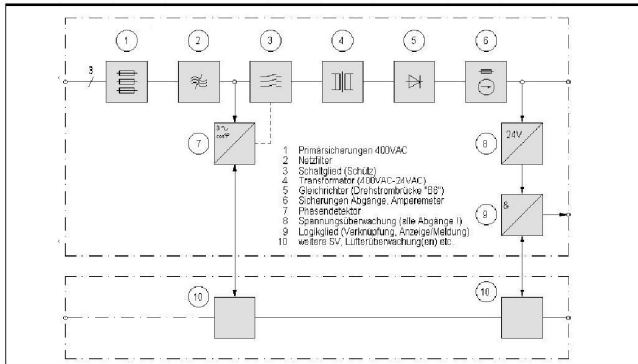 1 2 3 4 5 6
3
7
3 cosφ
24V
8
&
9
1 Primärsicherungen 400VAC
2 Netzfilter
3 Schaltglied (Schütz)
4 Transformator (400VAC-24VAC)
5 Gleichrichter (Drehstrombrücke "B6")
6 Sicherungen Abgänge, Amperemeter
7 Phasendetektor
8 Spannungsüberwachung (alle Abgänge !)
9 Logikglied (Verknüpfung, Anzeige/Meldung)
10 weitere SV, Lüfterüberwachung(en) etc.
10 10